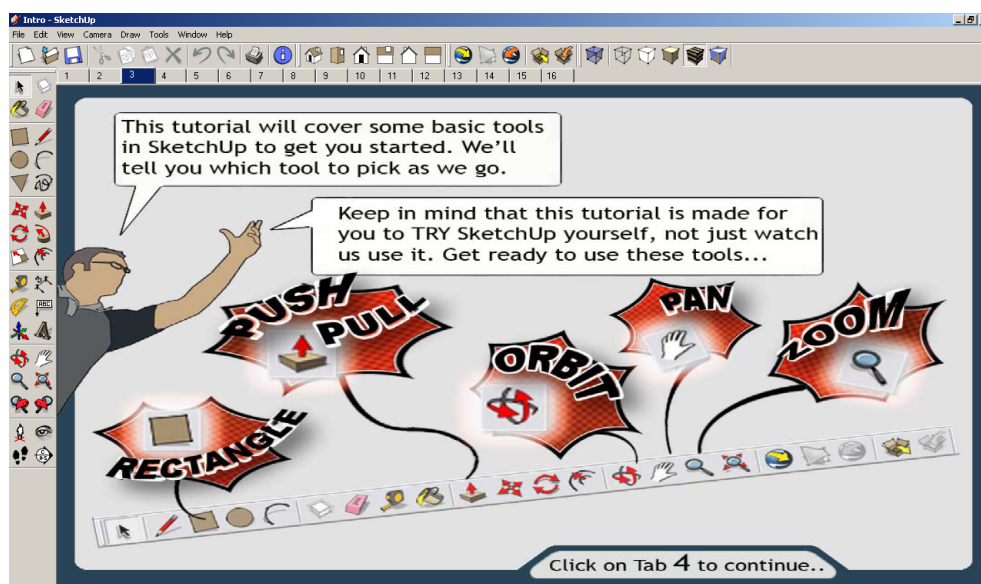 Intro - SketchUp
File Edit View Camera Draw Tools Window Help
1 2 3 4 5 6 7 8 9 10 11 12 13 14 15 16
This tutorial will cover some basic tools
in SketchUp to get you started. We'll
tell you which tool to pick as we go.
Keep in mind that this tutorial is made for
you to TRY SketchUp yourself, not just watch
us use it. Get ready to use these tools...
PUSH
PULL
PAN
ZOOM
ORBIT
RECTANGLE
ABC
Click on Tab 4 to continue..